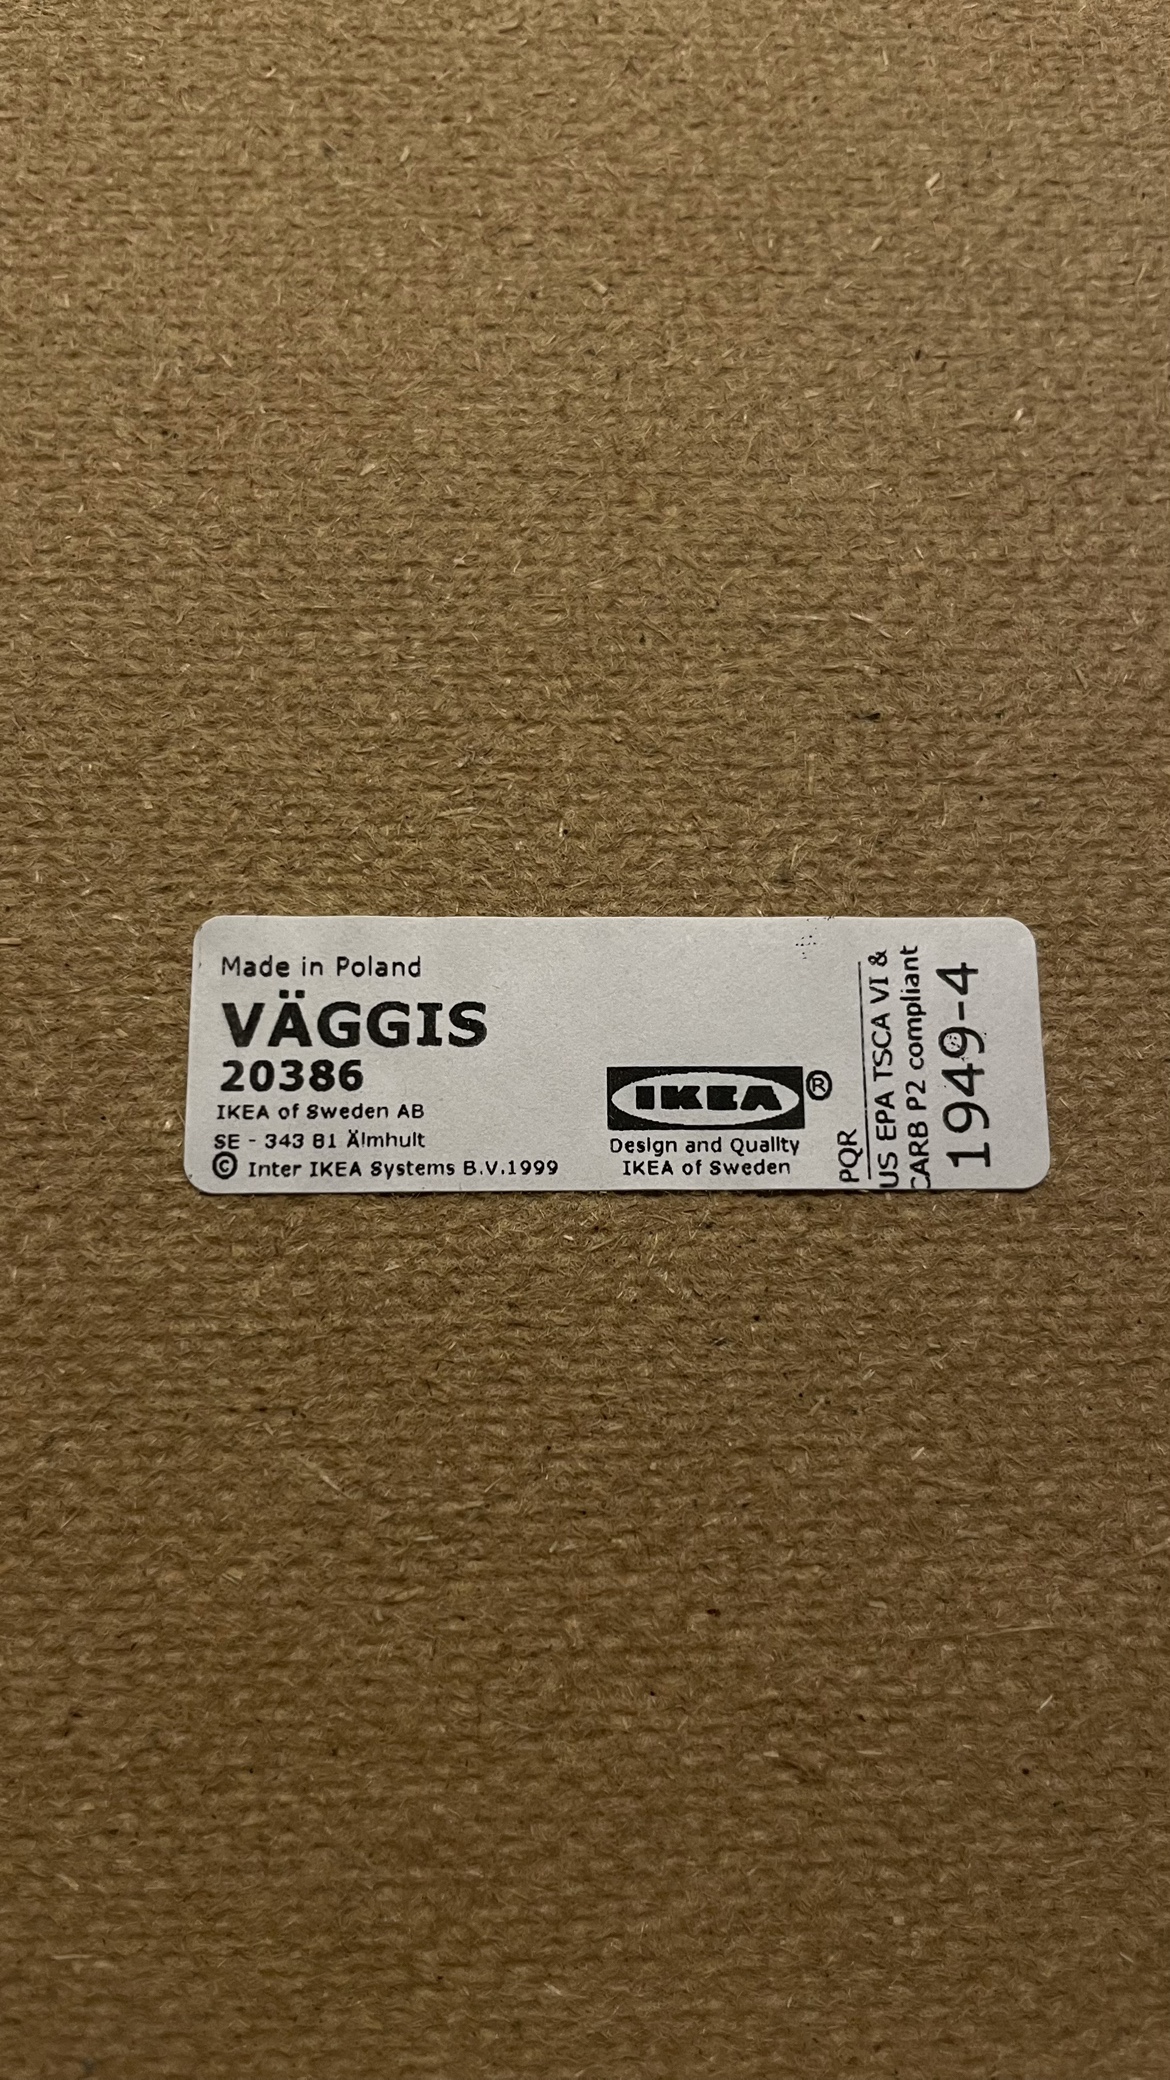 Made in Poland
VÄGGIS
20386
IKEA of Sweden AB
SE - 343 81 Älmhult
© Inter IKEA Systems B.V.1999
IKEA®
Design and Quality
IKEA of Sweden
PQR
US EPA TSCA VI &
CARB P2 compliant
1949-4